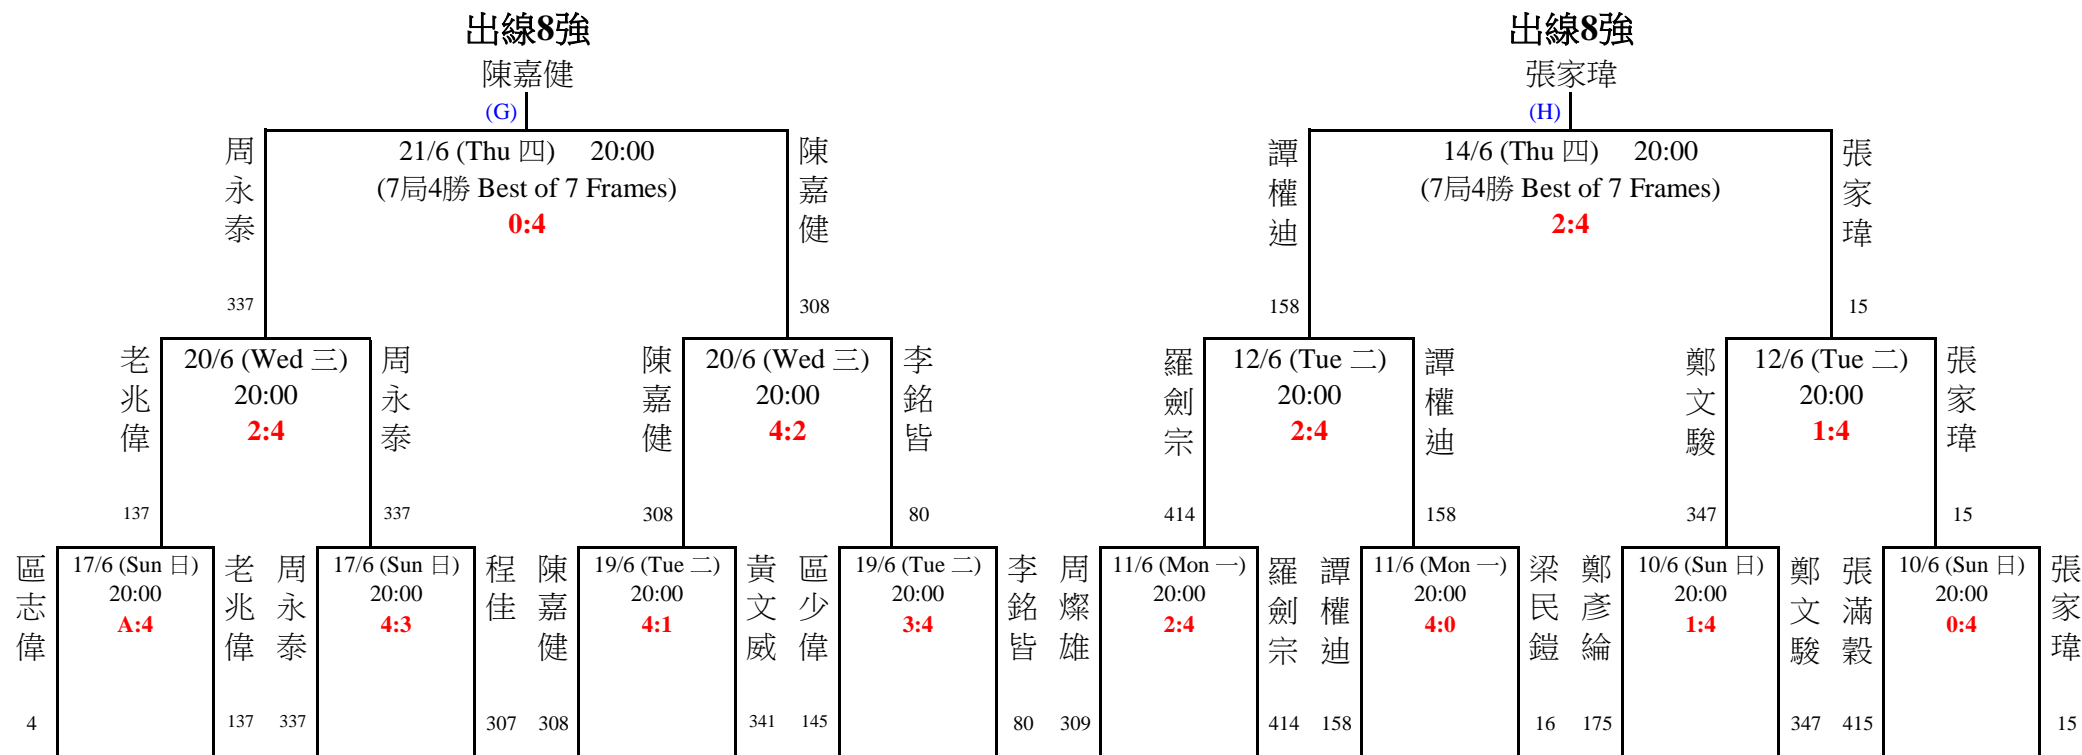 出線8強
出線8強
陳嘉健
張家瑋
(G)
(H)
周永泰
21/6 (Thu 四) 20:00
(7局4勝 Best of 7 Frames)
0:4
陳嘉健
譚權迪
14/6 (Thu 四) 20:00
(7局4勝 Best of 7 Frames)
2:4
張家瑋
337
308
158
15
老兆偉
20/6 (Wed 三)
20:00
2:4
周永泰
陳嘉健
20/6 (Wed 三)
20:00
4:2
李銘皆
羅劍宗
12/6 (Tue 二)
20:00
2:4
譚權迪
鄭文駿
12/6 (Tue 二)
20:00
1:4
張家瑋
137
337
308
80
414
158
347
15
區志偉
17/6 (Sun 日)
20:00
A:4
老兆偉
周永泰
17/6 (Sun 日)
20:00
4:3
程佳
陳嘉健
19/6 (Tue 二)
20:00
4:1
黃文威
區少偉
19/6 (Tue 二)
20:00
3:4
李銘皆
周燦雄
11/6 (Mon 一)
20:00
2:4
羅劍宗
譚權迪
11/6 (Mon 一)
20:00
4:0
梁民鎧
鄭彥綸
10/6 (Sun 日)
20:00
1:4
鄭文駿
張滿穀
10/6 (Sun 日)
20:00
0:4
張家瑋
4
137
337
307
308
341
145
80
309
414
158
16
175
347
415
15